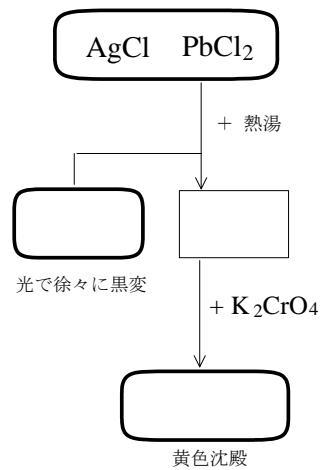 AgCl PbCl2
+ 熱湯
光で徐々に黒変
+ K2CrO4
黄色沈殿